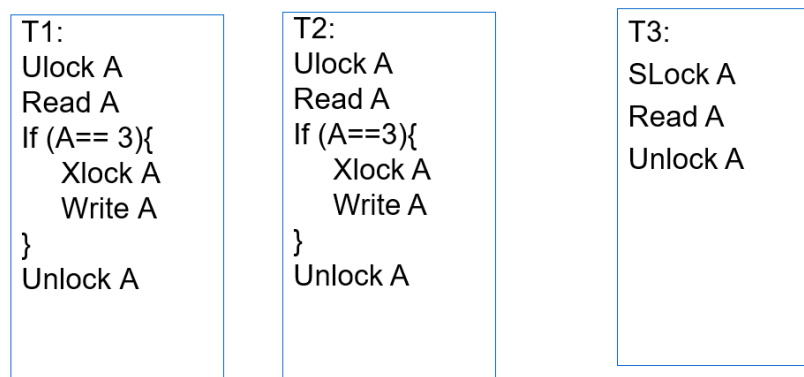 T1:
Ulock A
Read A
If (A== 3){
Xlock A
Write A
}
Unlock A
T2:
Ulock A
Read A
If (A==3){
Xlock A
Write A
}
Unlock A
T3:
SLock A
Read A
Unlock A